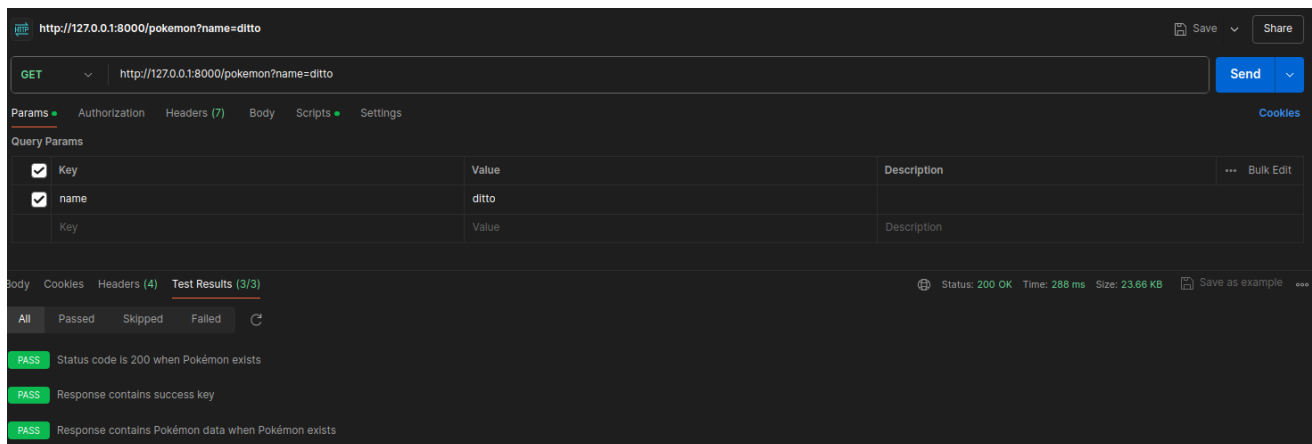 HTTP http://127.0.0.1:8000/pokemon?name=ditto Save Share
GET http://127.0.0.1:8000/pokemon?name=ditto Send
Params Authorization Headers (7) Body Scripts Settings Cookies
Query Params
Key Value Description Bulk Edit
name ditto
Key Value Description
Body Cookies Headers (4) Test Results (3/3) Status: 200 OK Time: 288 ms Size: 23.66 KB Save as example
All Passed Skipped Failed
PASS Status code is 200 when Pokémon exists
PASS Response contains success key
PASS Response contains Pokémon data when Pokémon exists